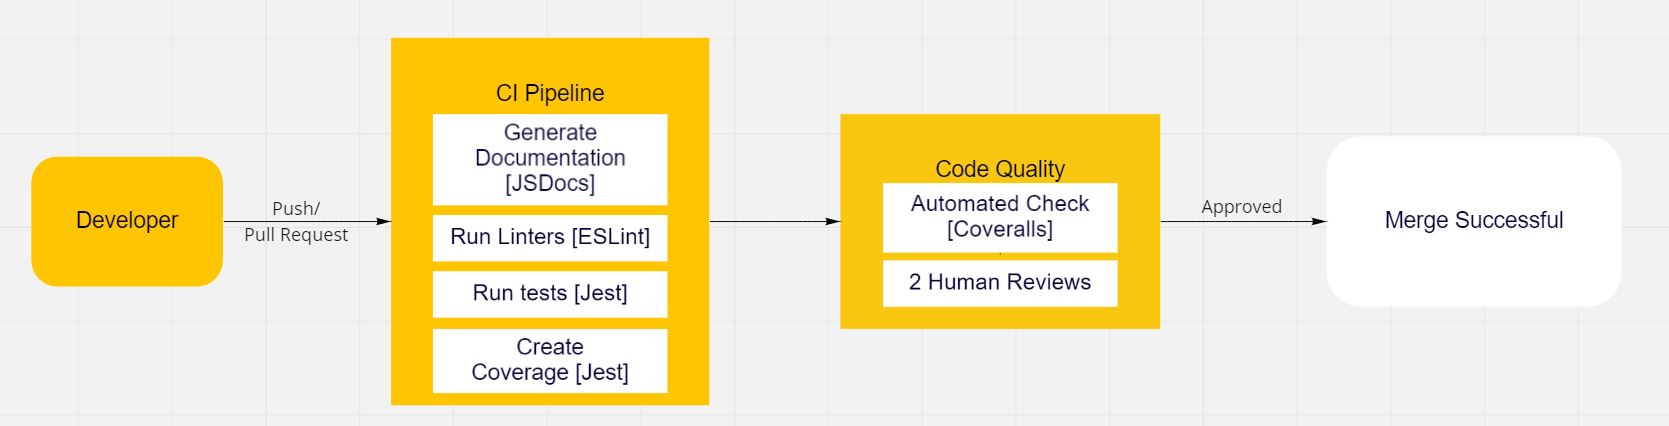 Developer
Push/
Pull Request
CI Pipeline
Generate
Documentation
[JSDocs]
Run Linters [ESLint]
Run tests [Jest]
Create
Coverage [Jest]
Code Quality
Automated Check
[Coveralls]
2 Human Reviews
Approved
Merge Successful